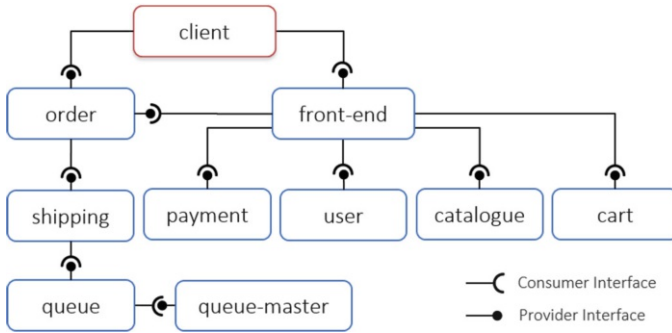 client
order
front-end
shipping
payment
user
catalogue
cart
queue
queue-master
Consumer Interface
Provider Interface